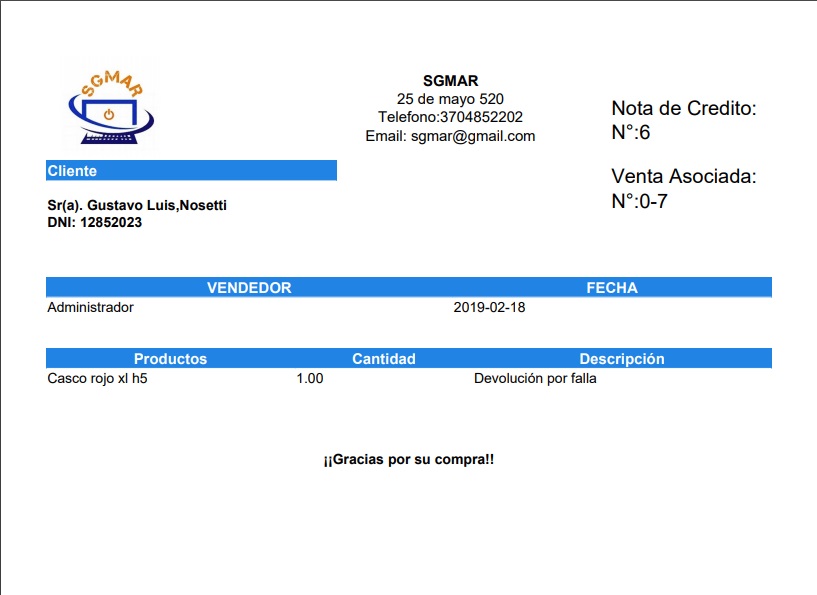 SGMAR
SGMAR
25 de mayo 520
Telefono:3704852202
Email: sgmar@gmail.com
Nota de Credito:
N°:6
Venta Asociada:
N°:0-7
Cliente
Sr(a). Gustavo Luis,Nosetti
DNI: 12852023
VENDEDOR FECHA
Administrador 2019-02-18
Productos Cantidad Descripción
Casco rojo xl h5 1.00 Devolución por falla
¡¡Gracias por su compra!!